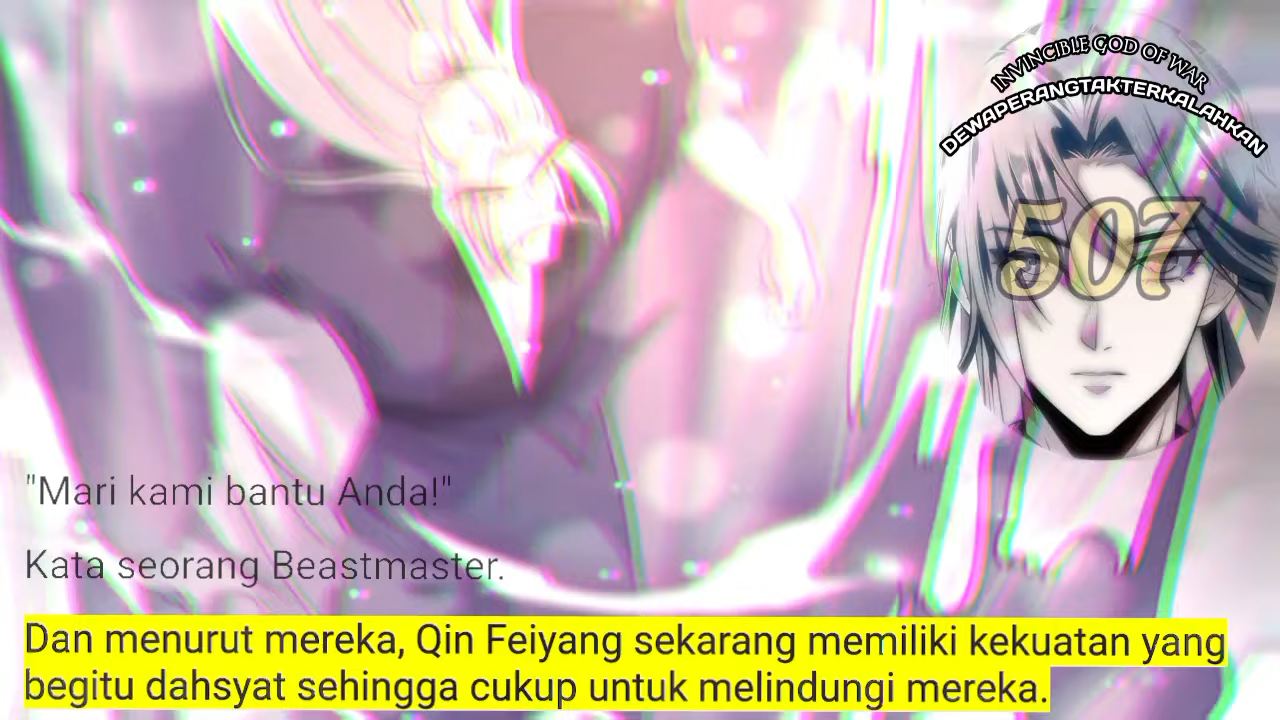 INVINCIBLE GOD OF WAR
DEWAPERANGTAKTERKALAHKAN
507
"Mari kami bantu Anda!"
Kata seorang Beastmaster.
Dan menurut mereka, Qin Feiyang sekarang memiliki kekuatan yang
begitu dahsyat sehingga cukup untuk melindungi mereka.